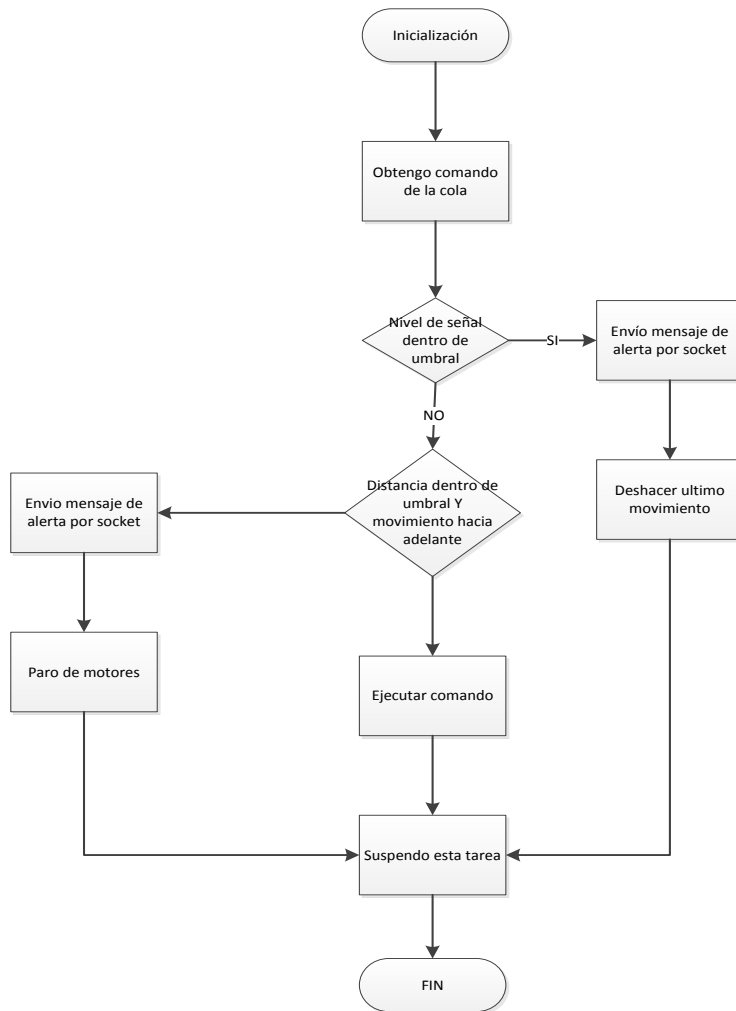 Inicialización
Obtengo comando
de la cola
Nivel de señal
dentro de
umbral
SI
Envío mensaje de
alerta por socket
NO
Distancia dentro de
umbral Y
movimiento hacia
adelante
Envio mensaje de
alerta por socket
Deshacer ultimo
movimiento
Paro de motores
Ejecutar comando
Suspendo esta tarea
FIN